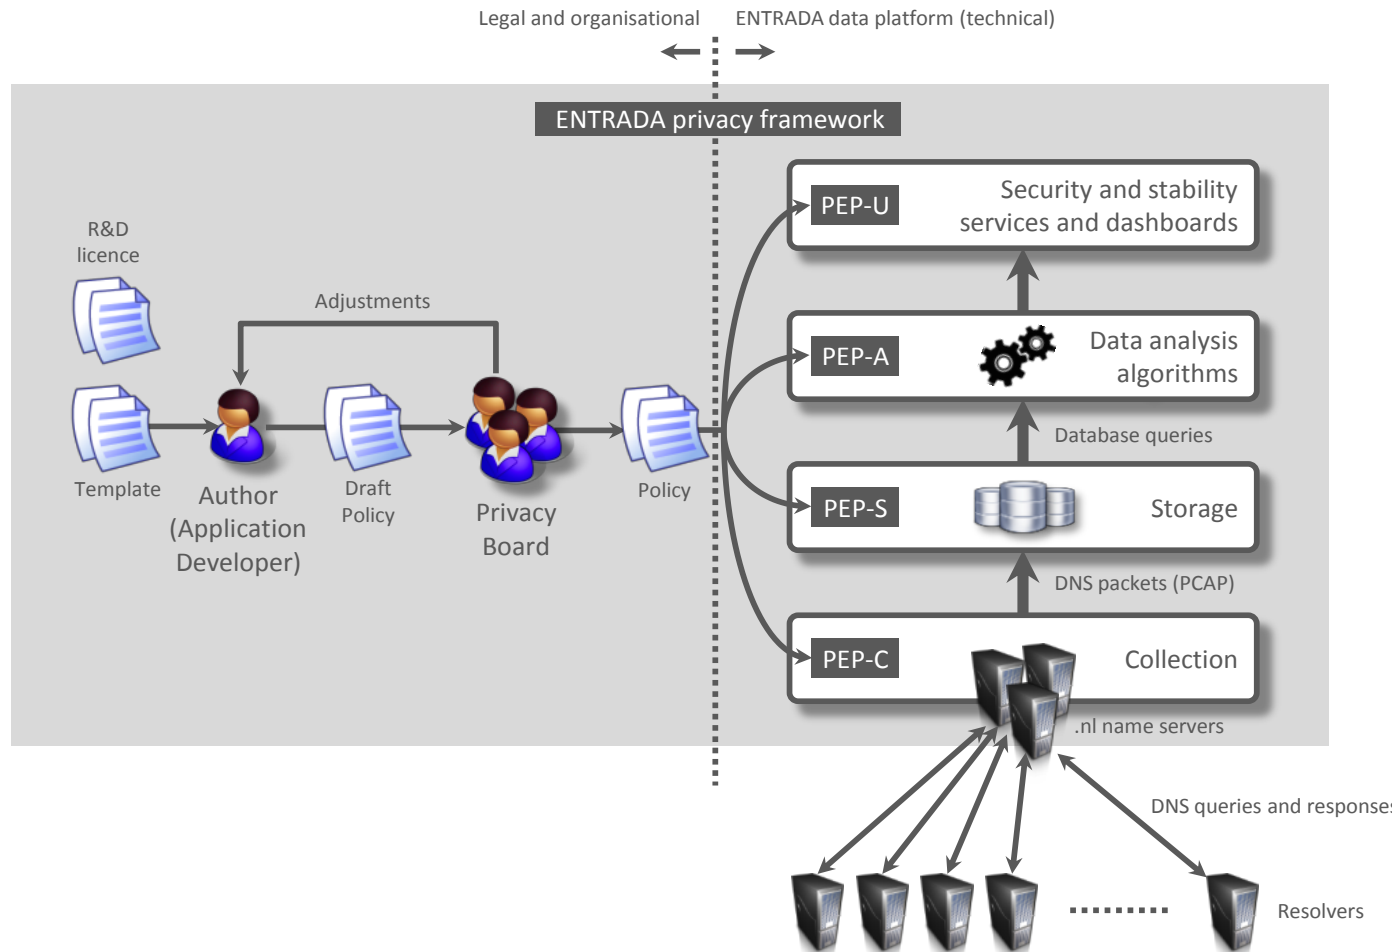 Legal and organisational
ENTRADA data platform (technical)
ENTRADA privacy framework
R&D
licence
Adjustments
Template
Author
(Application
Developer)
Draft
Policy
Privacy
Board
Policy
PEP-U
Security and stability
services and dashboards
PEP-A
Data analysis
algorithms
Database queries
PEP-S
Storage
DNS packets (PCAP)
PEP-C
Collection
.nl name servers
DNS queries and responses
Resolvers